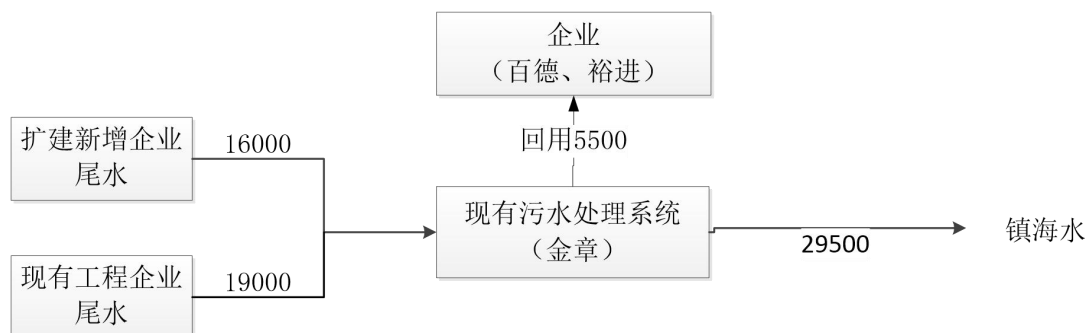 企业
（百德、裕进）
扩建新增企业
尾水
16000
回用5500
现有污水处理系统
（金章）
29500
镇海水
现有工程企业
尾水
19000